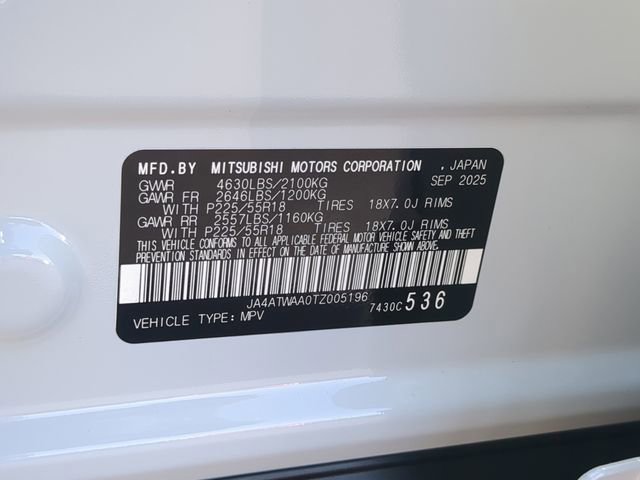 MFD.BY MITSUBISHI MOTORS CORPORATION , JAPAN
GVWR 4630LBS/2100KG SEP 2025
GAWR FR 2646LBS/1200KG
WITH P225/55R18 TIRES 18X7.0J RIMS
GAWR RR 2557LBS/1160KG
WITH P225/55R18 TIRES 18X7.0J RIMS
THIS VEHICLE CONFORMS TO ALL APPLICABLE FEDERAL MOTOR VEHICLE SAFETY AND THEFT
PREVENTION STANDARDS IN EFFECT ON THE DATE OF MANUFACTURE SHOWN ABOVE.
JA4ATWAA0TZ005196 7430C 536
VEHICLE TYPE: MPV